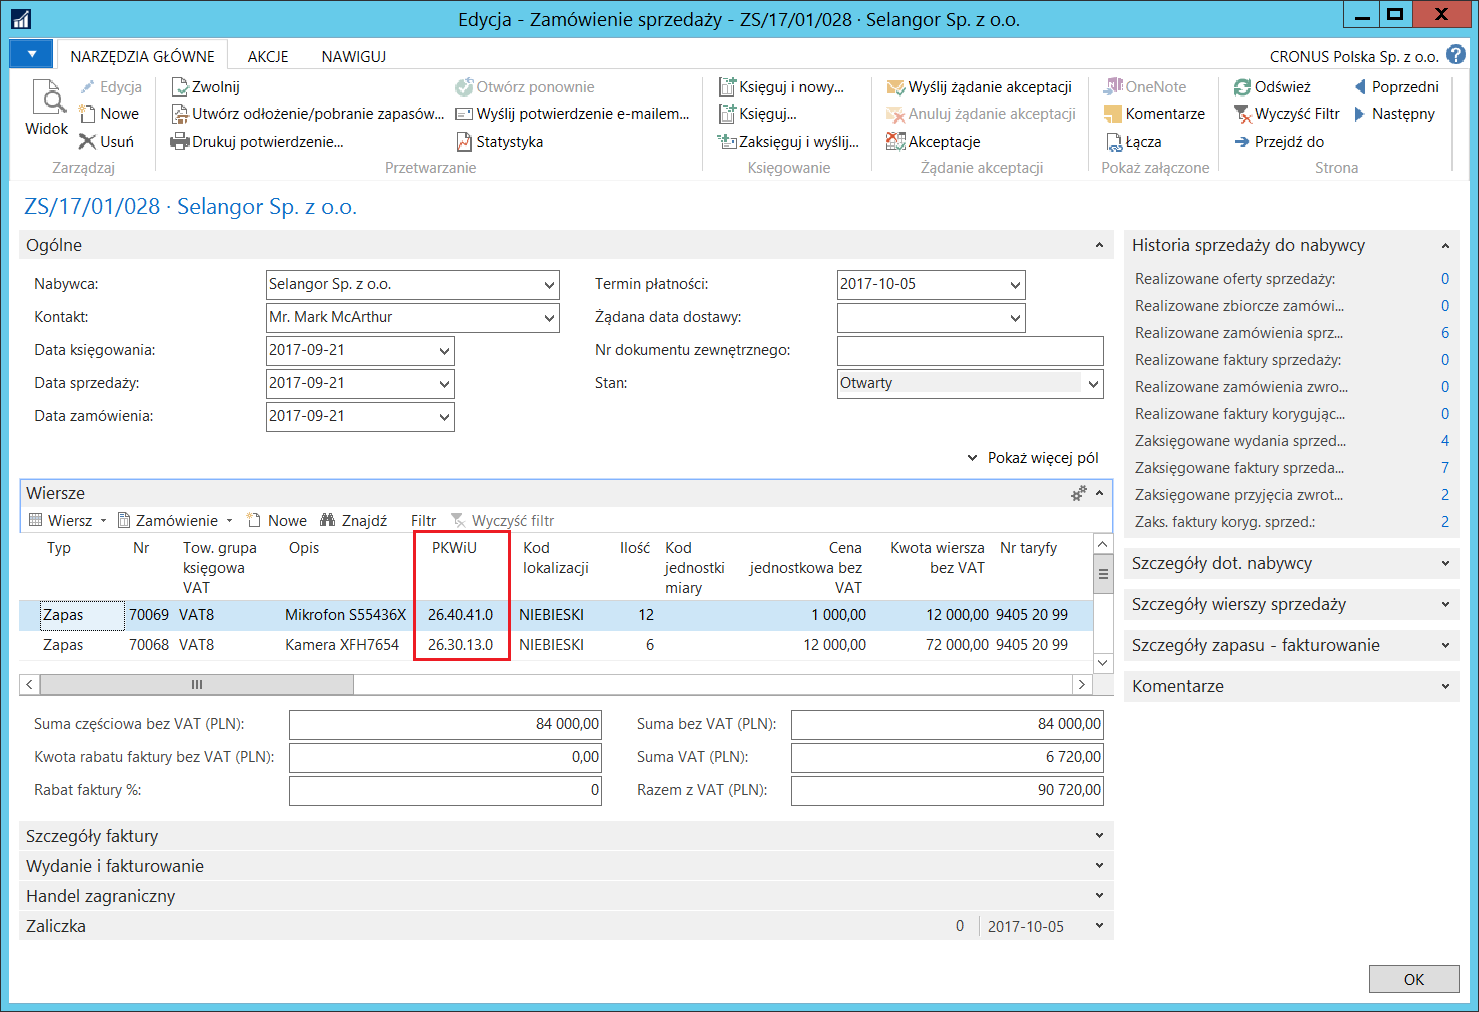 Edycja - Zamówienie sprzedaży - ZS/17/01/028 · Selangor Sp. z o.o.
NARZĘDZIA GŁÓWNE AKCJE NAWIGUJ CRONUS Polska Sp. z o.o. ?
Widok
Edycja
Nowe
Usuń
Zarządzaj
Zwolnij
Utwórz odłożenie/pobranie zapasów...
Drukuj potwierdzenie...
Otwórz ponownie
Wyślij potwierdzenie e-mailem...
Statystyka
Przetwarzanie
Księguj i nowy...
Księguj...
Zaksięguj i wyślij...
Księgowanie
Wyślij żądanie akceptacji
Anuluj żądanie akceptacji
Akceptacje
Żądanie akceptacji
OneNote
Komentarze
Łącza
Pokaż załączone
Odśwież
Wyczyść Filtr
Przejdź do
Poprzedni
Następny
Strona
ZS/17/01/028 · Selangor Sp. z o.o.
Ogólne
Nabywca: Selangor Sp. z o.o.
Kontakt: Mr. Mark McArthur
Data księgowania: 2017-09-21
Data sprzedaży: 2017-09-21
Data zamówienia: 2017-09-21
Termin płatności: 2017-10-05
Żądana data dostawy:
Nr dokumentu zewnętrznego:
Stan: Otwarty
Pokaż więcej pól
Wiersze
Wiersz Zamówienie Nowe Znajdź Filtr Wyczyść filtr
Typ Nr Tow. grupa księgowa VAT Opis PKWiU Kod lokalizacji Ilość Kod jednostki miary Cena jednostkowa bez VAT Kwota wiersza bez VAT Nr taryfy
Zapas 70069 VAT8 Mikrofon S55436X 26.40.41.0 NIEBIESKI 12 1 000,00 12 000,00 9405 20 99
Zapas 70068 VAT8 Kamera XFH7654 26.30.13.0 NIEBIESKI 6 12 000,00 72 000,00 9405 20 99
Suma częściowa bez VAT (PLN): 84 000,00
Kwota rabatu faktury bez VAT (PLN): 0,00
Rabat faktury %: 0
Suma bez VAT (PLN): 84 000,00
Suma VAT (PLN): 6 720,00
Razem z VAT (PLN): 90 720,00
Szczegóły faktury
Wydanie i fakturowanie
Handel zagraniczny
Zaliczka 0 2017-10-05
Historia sprzedaży do nabywcy
Realizowane oferty sprzedaży: 0
Realizowane zbiorcze zamówi... 0
Realizowane zamówienia sprz... 6
Realizowane faktury sprzedaży: 0
Realizowane zamówienia zwro... 0
Realizowane faktury korygując... 0
Zaksięgowane wydania sprzed... 4
Zaksięgowane faktury sprzeda... 7
Zaksięgowane przyjęcia zwrot... 2
Zaks. faktury koryg. sprzed.: 2
Szczegóły dot. nabywcy
Szczegóły wierszy sprzedaży
Szczegóły zapasu - fakturowanie
Komentarze
OK